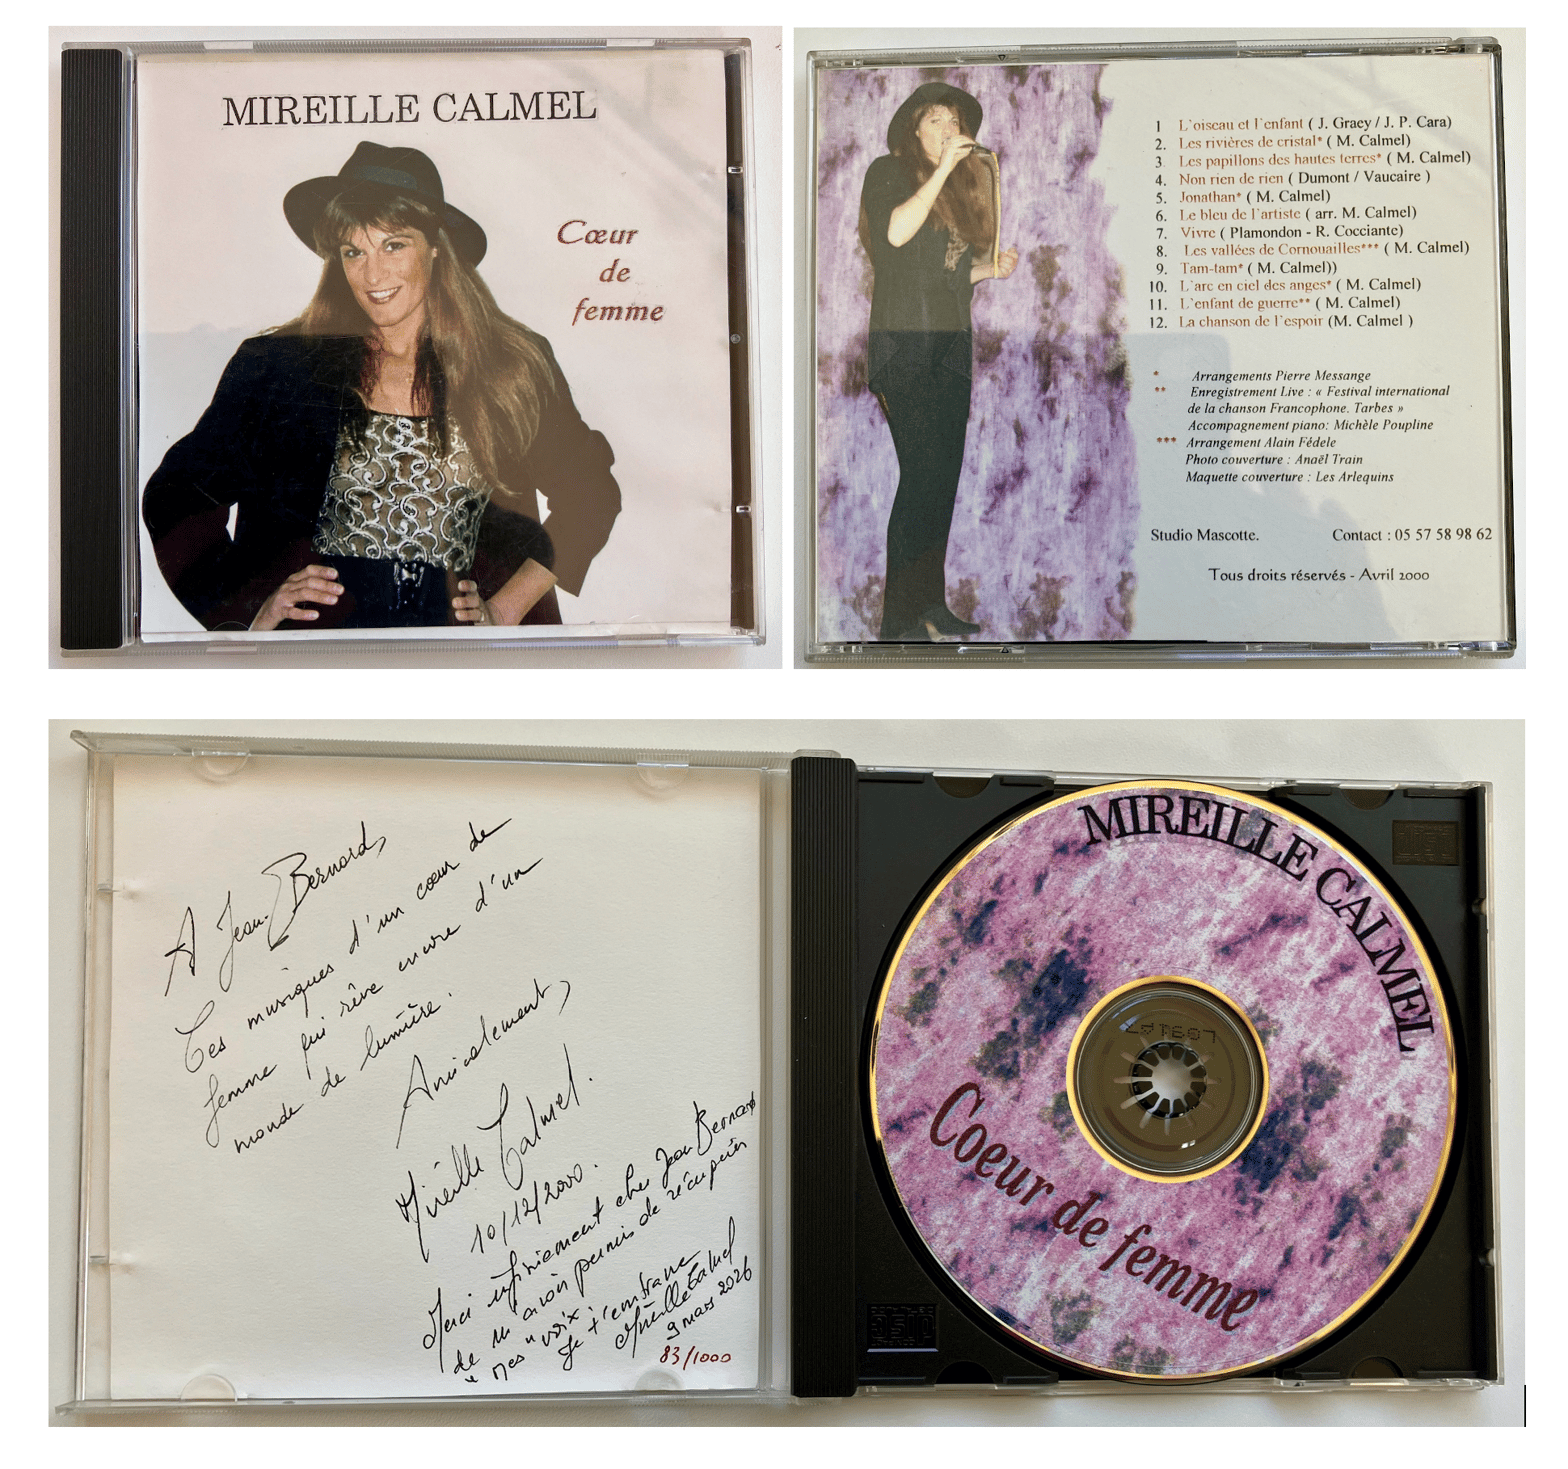 MIREILLE CALMEL
Cœur
de
femme
1 L'oiseau et l'enfant ( J. Gracy / J. P. Cara)
2. Les rivières de cristal* ( M. Calmel)
3. Les papillons des hautes terres* ( M. Calmel)
4. Non rien de rien ( Dumont / Vaucaire )
5. Jonathan* ( M. Calmel)
6. Le bleu de l'artiste ( arr. M. Calmel)
7. Vivre ( Plamondon - R. Cocciante)
8. Les vallées de Cornouailles*** ( M. Calmel)
9. Tam-tam* ( M. Calmel))
10. L'arc en ciel des anges* ( M. Calmel)
11. L'enfant de guerre** ( M. Calmel)
12. La chanson de l'espoir (M. Calmel )
* Arrangements Pierre Messange
** Enregistrement Live : « Festival international
de la chanson Francophone. Tarbes »
Accompagnement piano: Michèle Poupline
*** Arrangement Alain Fédele
Photo couverture : Anaël Train
Maquette couverture : Les Arlequins
Studio Mascotte. Contact : 05 57 58 98 62
Tous droits réservés - Avril 2000
A Jean-Bernard,
Ces musiques d'un cœur de
femme qui rêve encore d'un
monde de lumière.
Amicalement,
Mireille Calmel.
10/12/2000.
Merci infiniment cher Jean Bernard
de m'avoir permis de récupérer
"Mes "voix"
Je t'embrasse
Mireille Calmel
9 mars 2026
83/1000
MIREILLE CALMEL
Coeur de femme